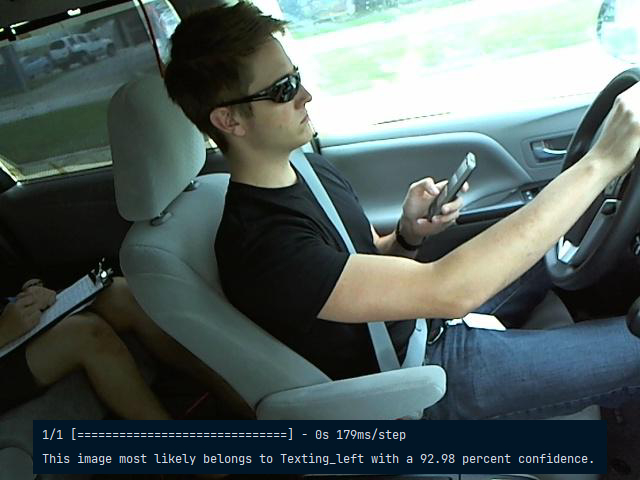 1/1 [==============================] - 0s 179ms/step
This image most likely belongs to Texting_left with a 92.98 percent confidence.